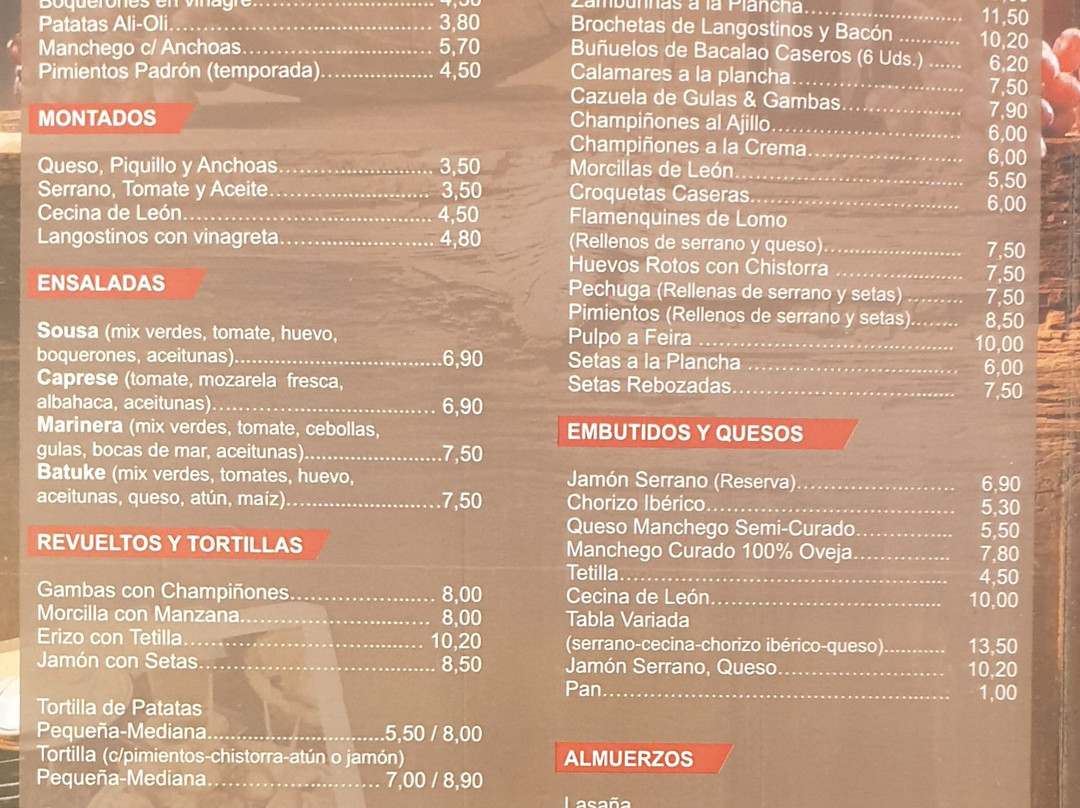 Boquerones en vinagre..... 4,50
Patatas Ali-Oli..... 3,80
Manchego c/ Anchoas..... 5,70
Pimientos Padrón (temporada)..... 4,50
MONTADOS
Queso, Piquillo y Anchoas..... 3,50
Serrano, Tomate y Aceite..... 3,50
Cecina de León..... 4,50
Langostinos con vinagreta..... 4,80
ENSALADAS
Sousa (mix verdes, tomate, huevo,
boquerones, aceitunas).....6,90
Caprese (tomate, mozarela fresca,
albahaca, aceitunas)..... 6,90
Marinera (mix verdes, tomate, cebollas,
gulas, bocas de mar, aceitunas).....7,50
Batuke (mix verdes, tomates, huevo,
aceitunas, queso, atún, maíz).....7,50
REVUELTOS Y TORTILLAS
Gambas con Champiñones..... 8,00
Morcilla con Manzana..... 8,00
Erizo con Tetilla..... 10,20
Jamón con Setas..... 8,50
Tortilla de Patatas
Pequeña-Mediana.....5,50 / 8,00
Tortilla (c/pimientos-chistorra-atún o jamón)
Pequeña-Mediana..... 7,00 / 8,90
Zamburiñas a la Plancha..... 11,50
Brochetas de Langostinos y Bacón ..... 10,20
Buñuelos de Bacalao Caseros (6 Uds.) ..... 6,20
Calamares a la plancha..... 7,50
Cazuela de Gulas & Gambas..... 7,90
Champiñones al Ajillo..... 6,00
Champiñones a la Crema..... 6,00
Morcillas de León..... 5,50
Croquetas Caseras..... 6,00
Flamenquines de Lomo
(Rellenos de serrano y queso)..... 7,50
Huevos Rotos con Chistorra ..... 7,50
Pechuga (Rellenas de serrano y setas) ..... 7,50
Pimientos (Rellenos de serrano y setas)..... 8,50
Pulpo a Feira ..... 10,00
Setas a la Plancha ..... 6,00
Setas Rebozadas..... 7,50
EMBUTIDOS Y QUESOS
Jamón Serrano (Reserva)..... 6,90
Chorizo Ibérico..... 5,30
Queso Manchego Semi-Curado..... 5,50
Manchego Curado 100% Oveja..... 7,80
Tetilla..... 4,50
Cecina de León..... 10,00
Tabla Variada
(serrano-cecina-chorizo ibérico-queso)..... 13,50
Jamón Serrano, Queso..... 10,20
Pan..... 1,00
ALMUERZOS
Lasaña